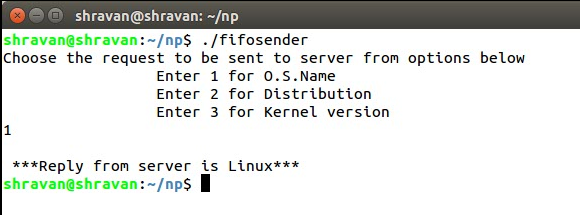 shravan@shravan: ~/np
shravan@shravan:~/np$ ./fifosender
Choose the request to be sent to server from options below
                 Enter 1 for O.S.Name
                 Enter 2 for Distribution
                 Enter 3 for Kernel version
1
 ***Reply from server is Linux***
shravan@shravan:~/np$